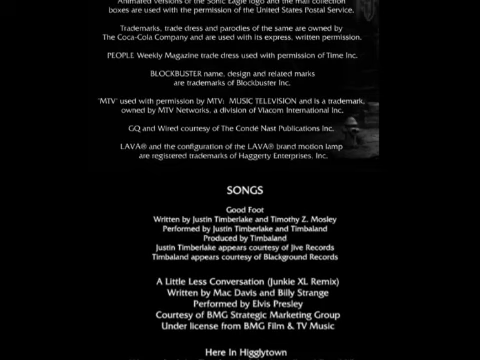 Animated versions of the Sonic Eagle logo and the mail collection
boxes are used with the permission of the United States Postal Service.
Trademarks, trade dress and parodies of the same are owned by
The Coca-Cola Company and are used with its express, written permission.
PEOPLE Weekly Magazine trade dress used with permission of Time Inc.
BLOCKBUSTER name, design and related marks
are trademarks of Blockbuster Inc.
'MTV' used with permission by MTV: MUSIC TELEVISION and is a trademark,
owned by MTV Networks, a division of Viacom International Inc.
GQ and Wired courtesy of The Condé Nast Publications Inc.
LAVA® and the configuration of the LAVA® brand motion lamp
are registered trademarks of Haggerty Enterprises, Inc.
SONGS
Good Foot
Written by Justin Timberlake and Timothy Z. Mosley
Performed by Justin Timberlake and Timbaland
Produced by Timbaland
Justin Timberlake appears courtesy of Jive Records
Timbaland appears courtesy of Blackground Records
A Little Less Conversation (Junkie XL Remix)
Written by Mac Davis and Billy Strange
Performed by Elvis Presley
Courtesy of BMG Strategic Marketing Group
Under license from BMG Film & TV Music
Here In Higglytown